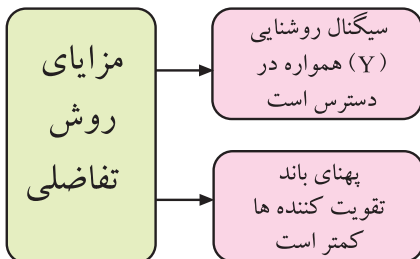 مزایای
روش
تفاضلی
سیگنال روشنایی
(Y) همواره در
دسترس است
پهنای باند
تقویت کننده ها
کمتر است